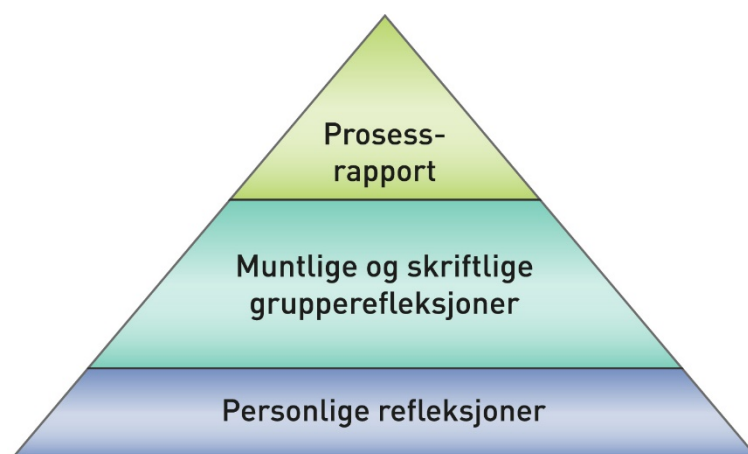 Prosess-
rapport
Muntlige og skriftlige
grupperefleksjoner
Personlige refleksjoner